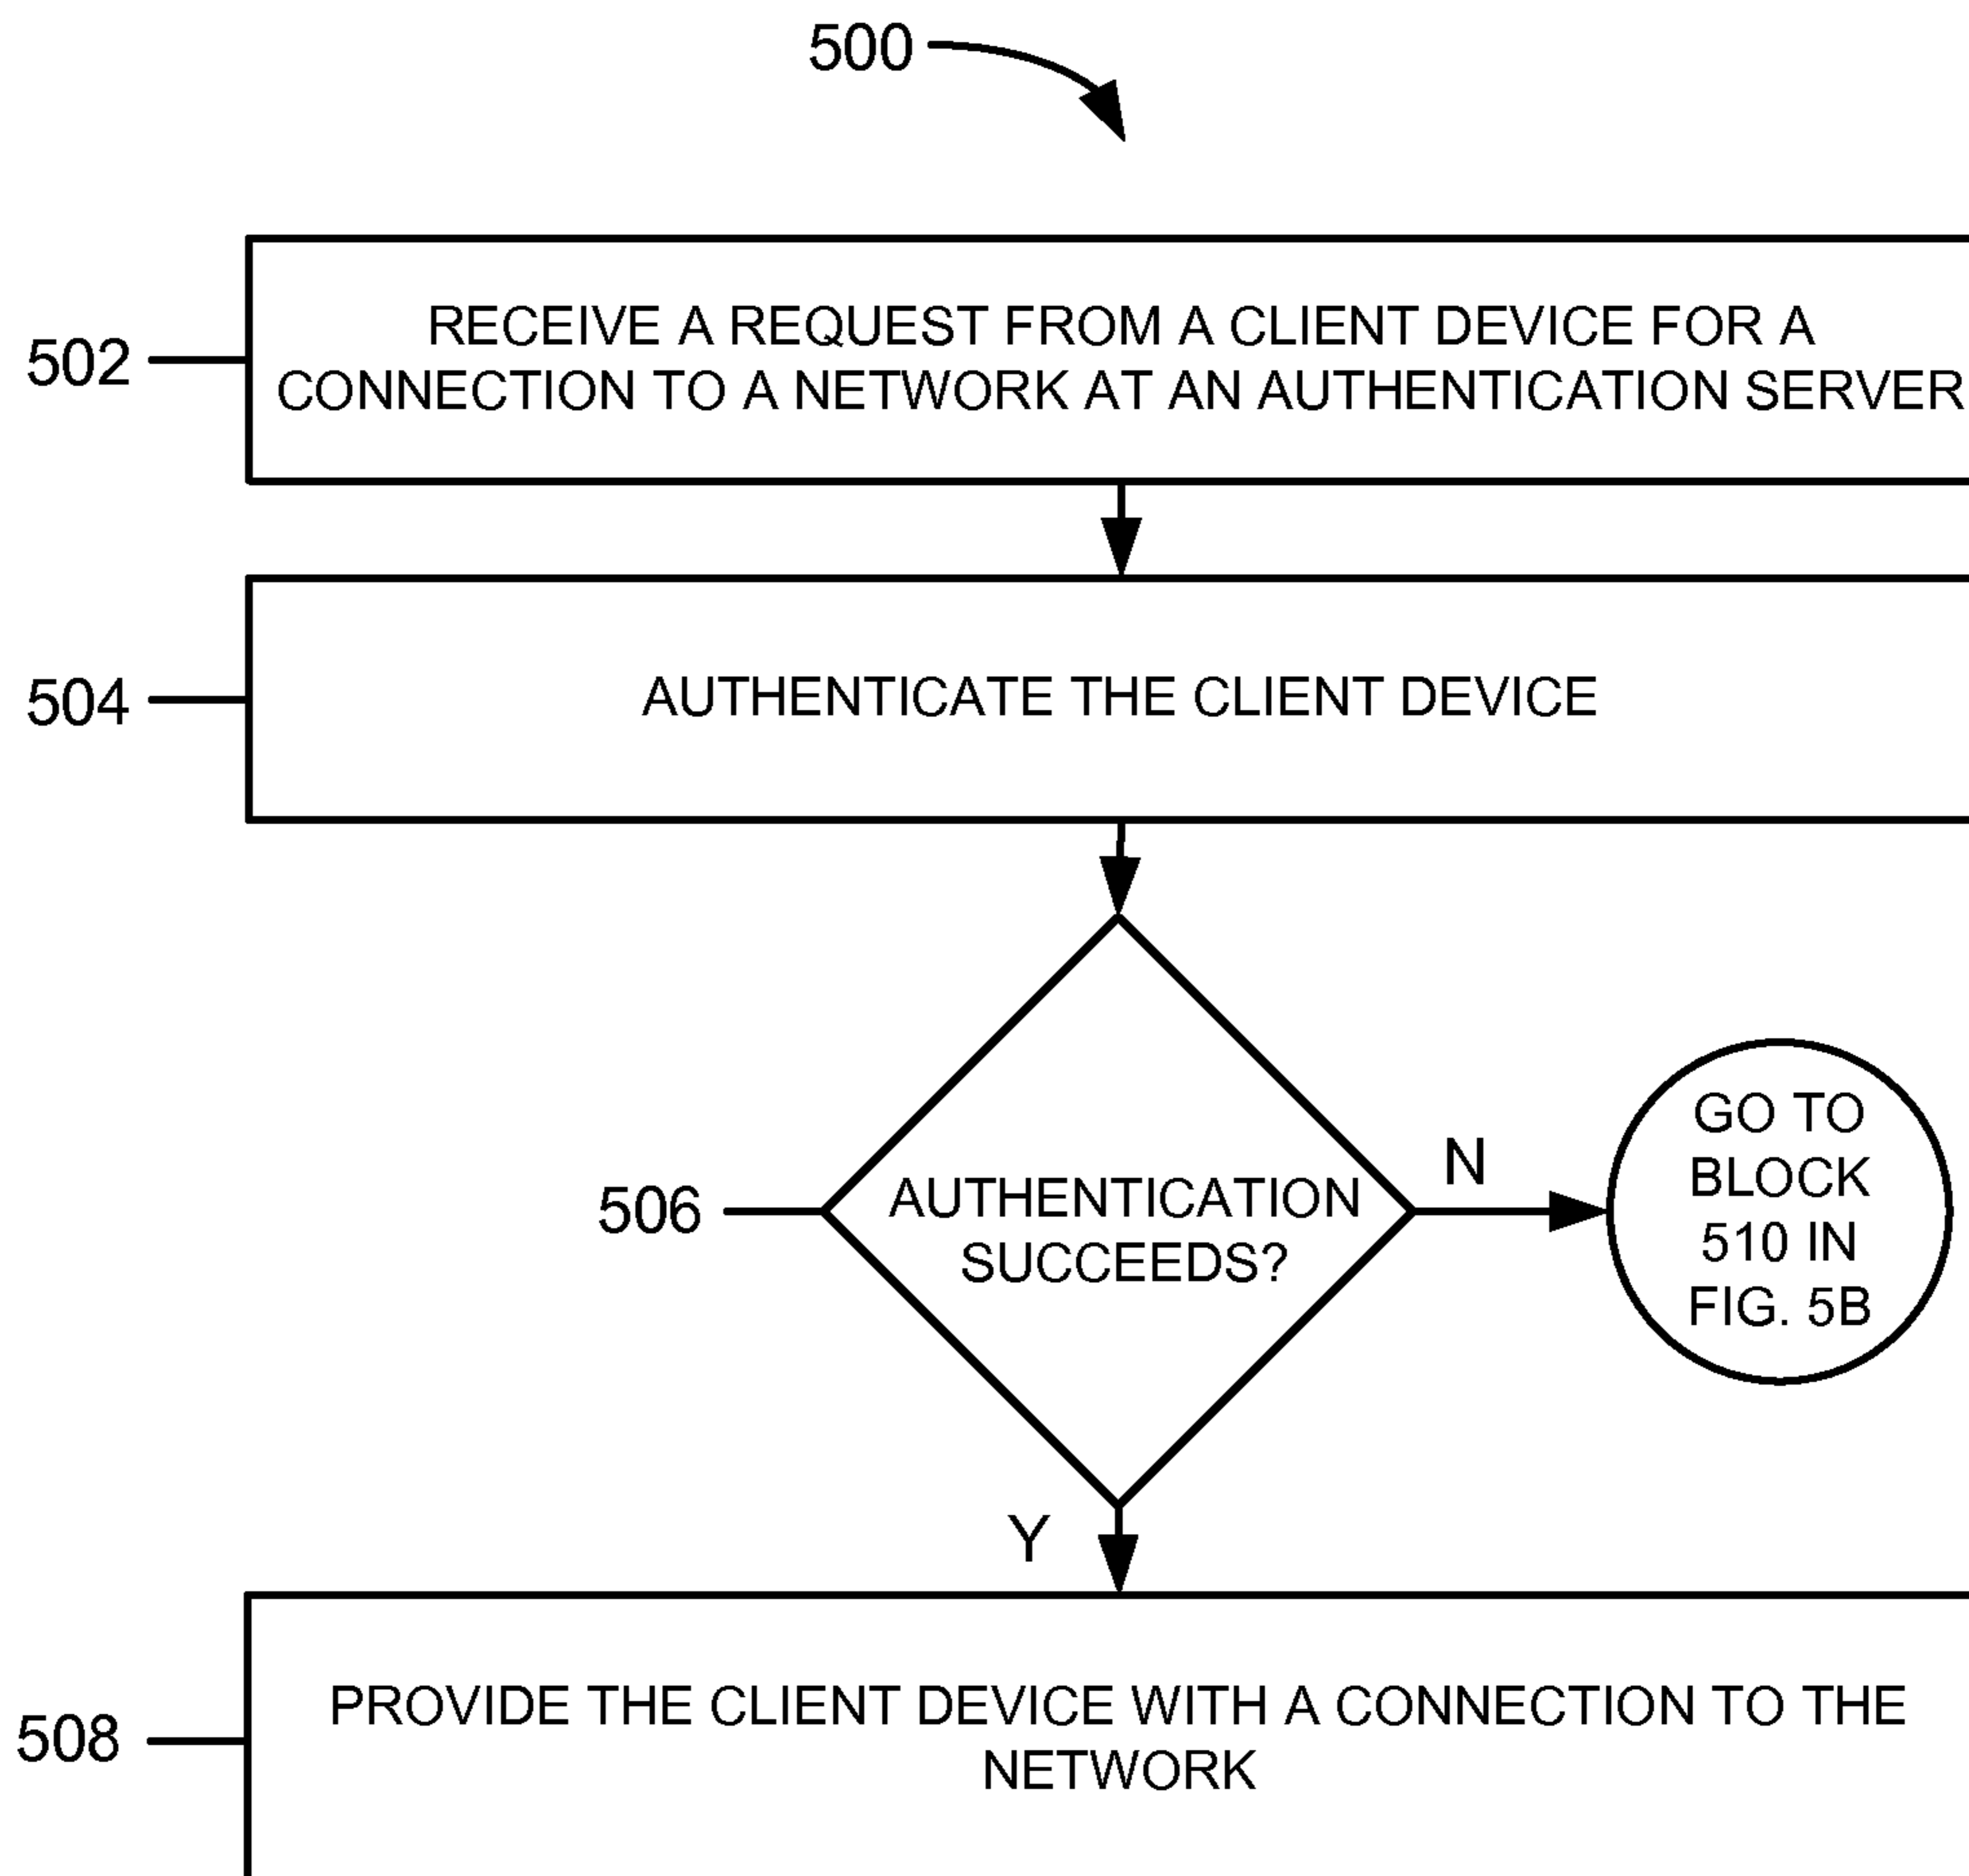 500
502
RECEIVE A REQUEST FROM A CLIENT DEVICE FOR A
CONNECTION TO A NETWORK AT AN AUTHENTICATION SERVER
504
AUTHENTICATE THE CLIENT DEVICE
506
AUTHENTICATION
SUCCEEDS?
N
GO TO
BLOCK
510 IN
FIG. 5B
Y
508
PROVIDE THE CLIENT DEVICE WITH A CONNECTION TO THE
NETWORK